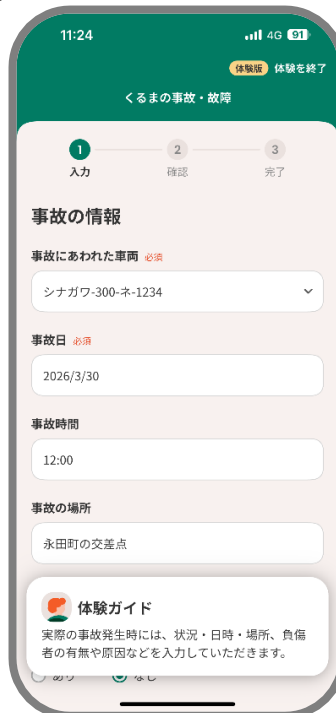 11:24
4G 91
体験版 体験を終了
くるまの事故・故障
1 2 3
入力 確認 完了
事故の情報
事故にあわれた車両 必須
シナガワ-300-ネ-1234
事故日 必須
2026/3/30
事故時間
12:00
事故の場所
永田町の交差点
体験ガイド
実際の事故発生時には、状況・日時・場所、負傷
者の有無や原因などを入力していただきます。
あり なし